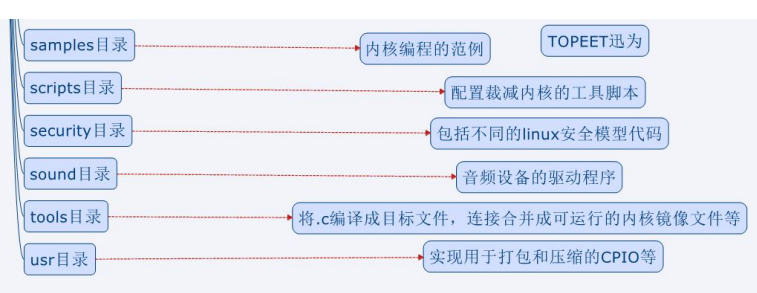 samples目录
内核编程的范例
TOPEET迅为
scripts目录
配置裁减内核的工具脚本
security目录
包括不同的linux安全模型代码
sound目录
音频设备的驱动程序
tools目录
将.c编译成目标文件，连接合并成可运行的内核镜像文件等
usr目录
实现用于打包和压缩的CPIO等